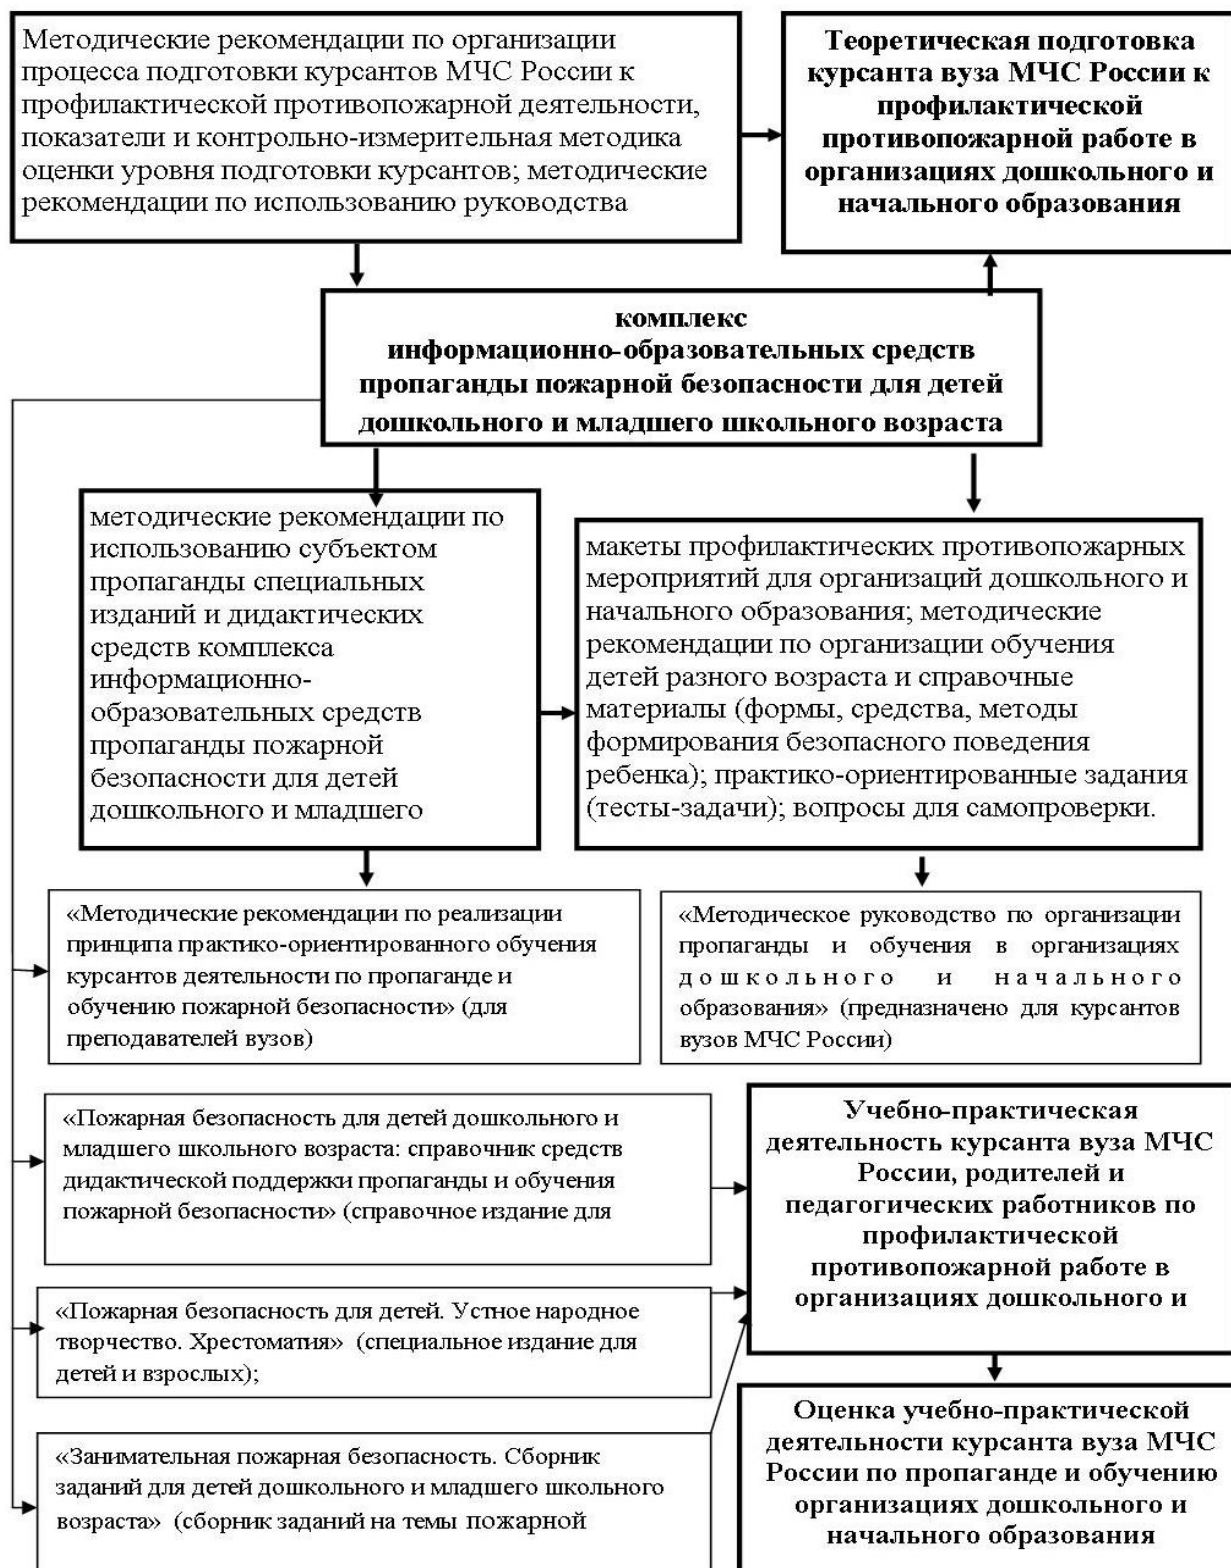 Методические рекомендации по организации
процесса подготовки курсантов МЧС России к
профилактической противопожарной деятельности,
показатели и контрольно-измерительная методика
оценки уровня подготовки курсантов; методические
рекомендации по использованию руководства
Теоретическая подготовка
курсанта вуза МЧС России к
профилактической
противопожарной работе в
организациях дошкольного и
начального образования
комплекс
информационно-образовательных средств
пропаганды пожарной безопасности для детей
дошкольного и младшего школьного возраста
методические рекомендации по
использованию субъектом
пропаганды специальных
изданий и дидактических
средств комплекса
информационно-
образовательных средств
пропаганды пожарной
безопасности для детей
дошкольного и младшего
макеты профилактических противопожарных
мероприятий для организаций дошкольного и
начального образования; методические
рекомендации по организации обучения
детей разного возраста и справочные
материалы (формы, средства, методы
формирования безопасного поведения
ребенка); практико-ориентированные задания
(тесты-задачи); вопросы для самопроверки.
«Методические рекомендации по реализации
принципа практико-ориентированного обучения
курсантов деятельности по пропаганде и
обучению пожарной безопасности» (для
преподавателей вузов)
«Методическое руководство по организации
пропаганды и обучения в организациях
дошкольного и начального
образования» (предназначено для курсантов
вузов МЧС России)
«Пожарная безопасность для детей дошкольного и
младшего школьного возраста: справочник средств
дидактической поддержки пропаганды и обучения
пожарной безопасности» (справочное издание для
Учебно-практическая
деятельность курсанта вуза МЧС
России, родителей и
педагогических работников по
профилактической
противопожарной работе в
организациях дошкольного и
«Пожарная безопасность для детей. Устное народное
творчество. Хрестоматия» (специальное издание для
детей и взрослых);
«Занимательная пожарная безопасность. Сборник
заданий для детей дошкольного и младшего школьного
возраста» (сборник заданий на темы пожарной
Оценка учебно-практической
деятельности курсанта вуза МЧС
России по пропаганде и обучению
организациях дошкольного и
начального образования